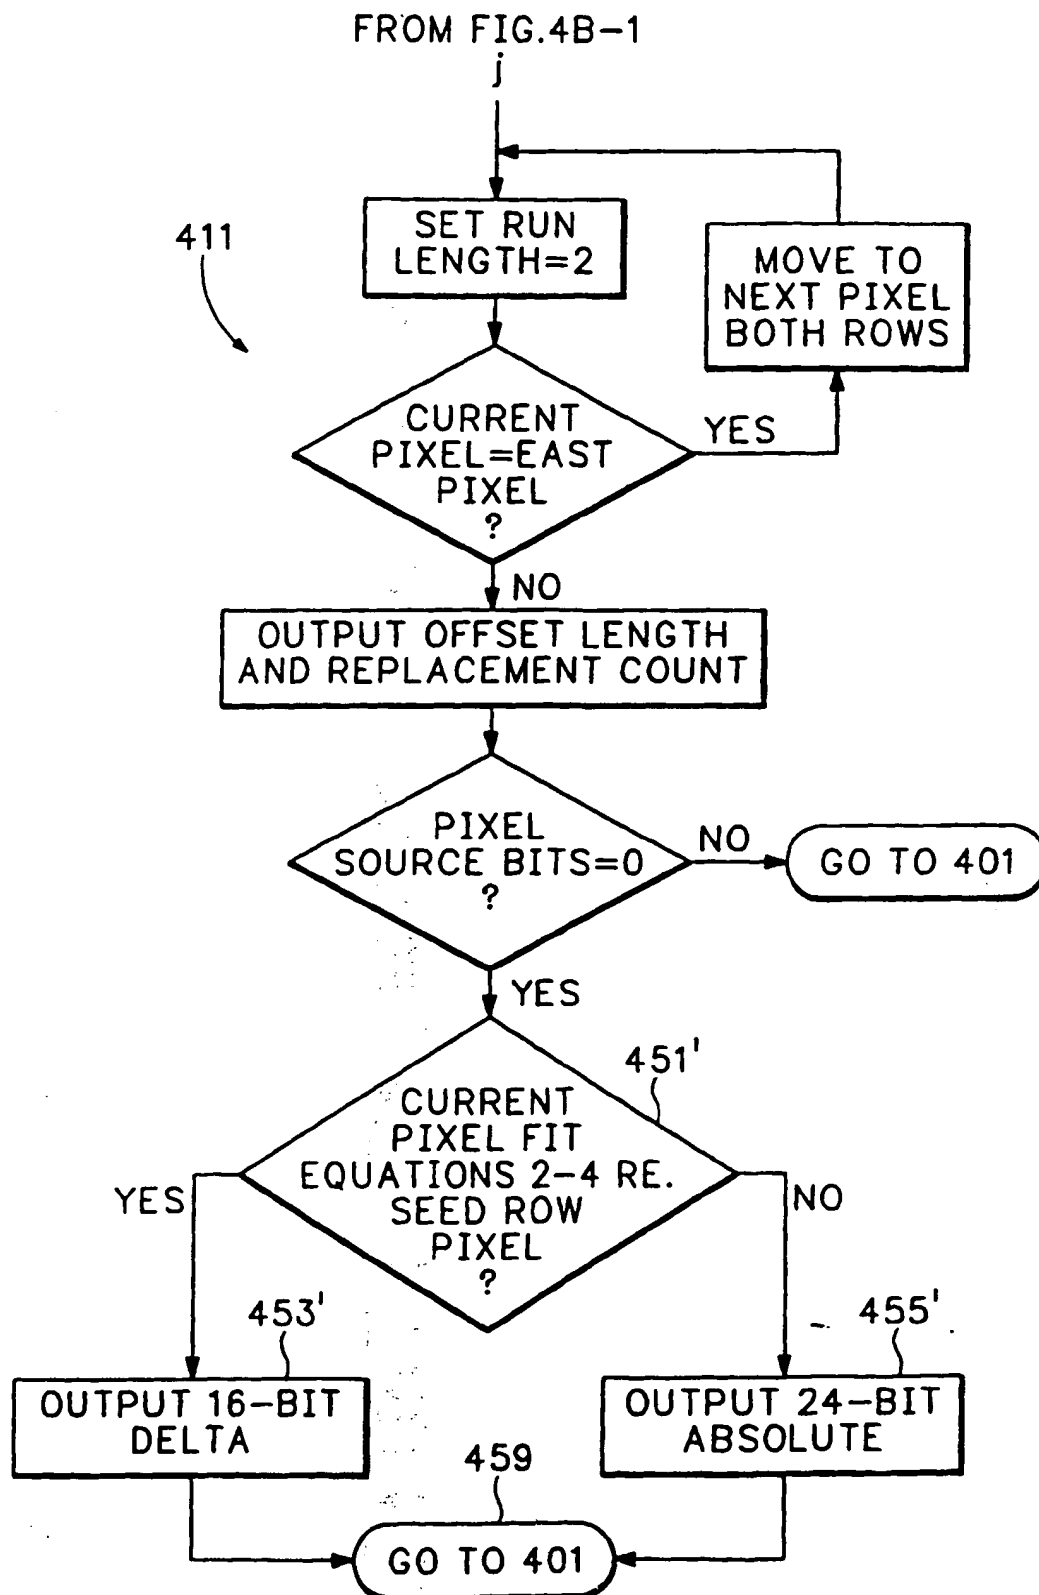 FROM FIG.4B-1
j
SET RUN
LENGTH=2
411
MOVE TO
NEXT PIXEL
BOTH ROWS
CURRENT
PIXEL=EAST
PIXEL
?
YES
NO
OUTPUT OFFSET LENGTH
AND REPLACEMENT COUNT
PIXEL
SOURCE BITS=0
?
NO
GO TO 401
YES
451'
CURRENT
PIXEL FIT
EQUATIONS 2-4 RE.
SEED ROW
PIXEL
?
YES
NO
453'
455'
OUTPUT 16-BIT
DELTA
OUTPUT 24-BIT
ABSOLUTE
459
GO TO 401